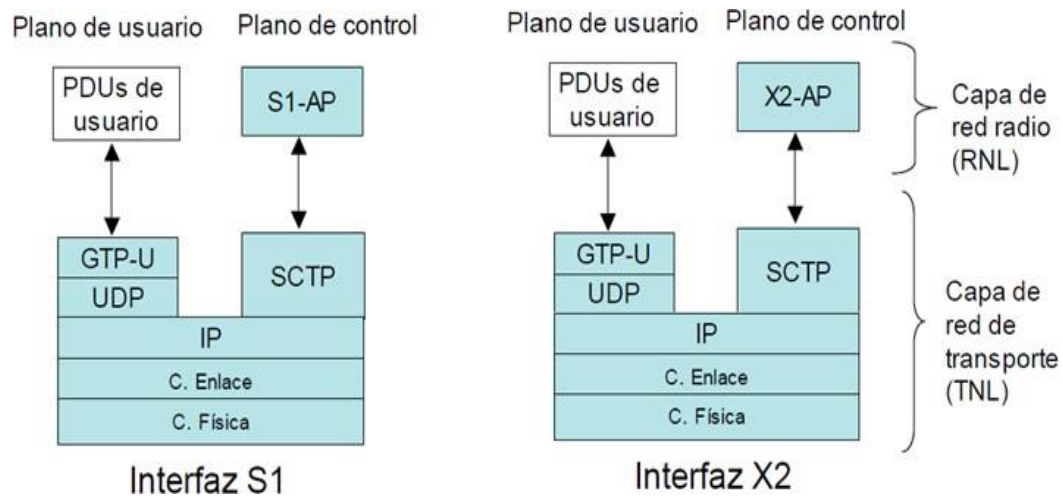 Plano de usuario
Plano de control
PDUs de
usuario
S1-AP
GTP-U
UDP
SCTP
IP
C. Enlace
C. Física
Interfaz S1
Plano de usuario
Plano de control
PDUs de
usuario
X2-AP
GTP-U
UDP
SCTP
IP
C. Enlace
C. Física
Interfaz X2
Capa de
red radio
(RNL)
Capa de
red de
transporte
(TNL)